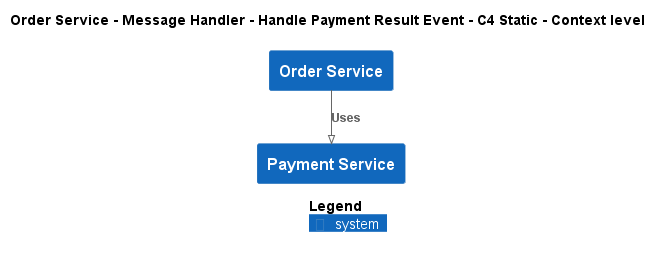 Order Service - Message Handler - Handle Payment Result Event - C4 Static - Context level
Order Service
Uses
Payment Service
Legend
system